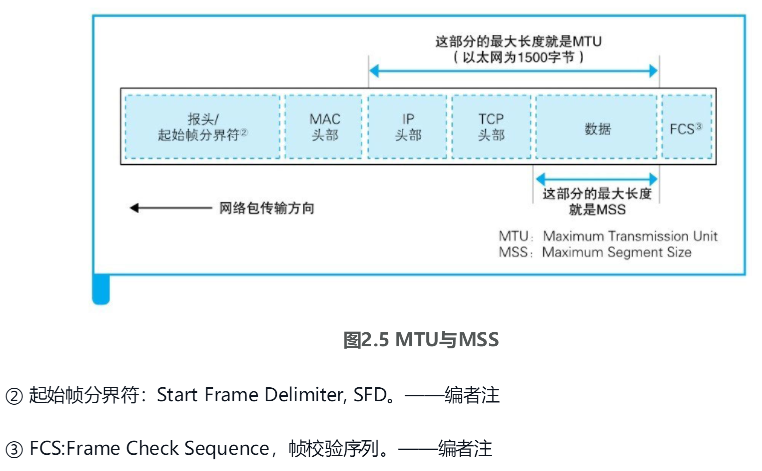 这部分的最大长度就是MTU
（以太网为1500字节）
报头/
起始帧分界符②
MAC
头部
IP
头部
TCP
头部
数据
FCS③
网络包传输方向
这部分的最大长度
就是MSS
MTU：Maximum Transmission Unit
MSS：Maximum Segment Size
图2.5 MTU与MSS
② 起始帧分界符：Start Frame Delimiter, SFD。——编者注
③ FCS:Frame Check Sequence，帧校验序列。——编者注